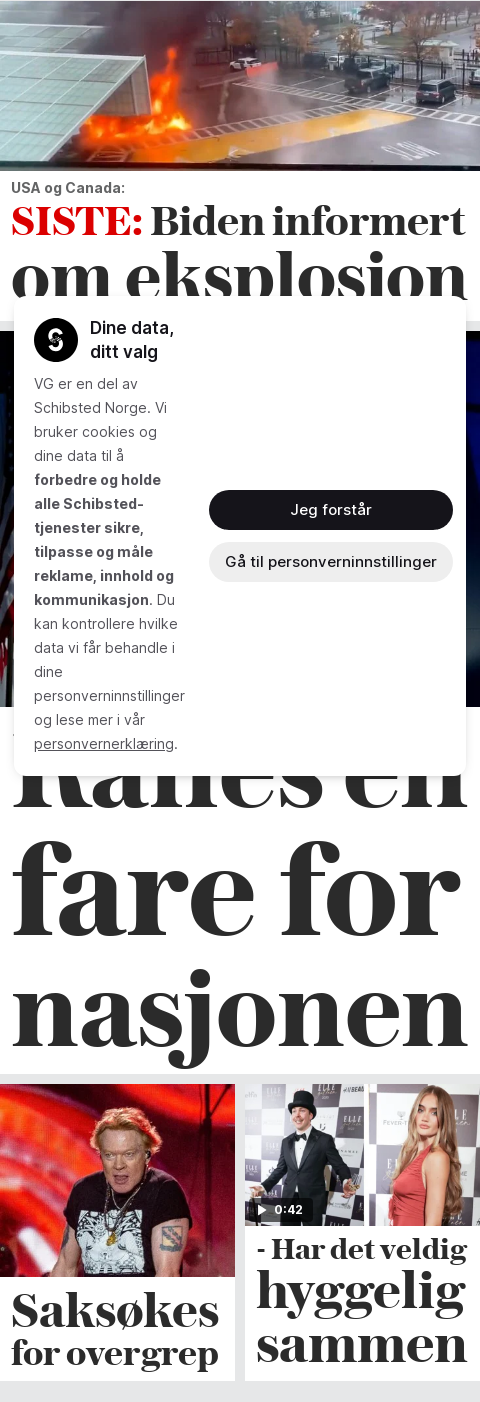 USA og Canada:
SISTE: Biden informert
om eksplosion
Dine data,
ditt valg
VG er en del av
Schibsted Norge. Vi
bruker cookies og
dine data til å
forbedre og holde
alle Schibsted-
tjenester sikre,
tilpasse og måle
reklame, innhold og
kommunikasjon. Du
kan kontrollere hvilke
data vi får behandle i
dine
personverninnstillinger
og lese mer i vår
personvernerklæring.
Jeg forstår
Gå til personverninnstillinger
Kalles en
fare for
nasjonen
0:42
Saksøkes
for overgrep
- Har det veldig
hyggelig
sammen